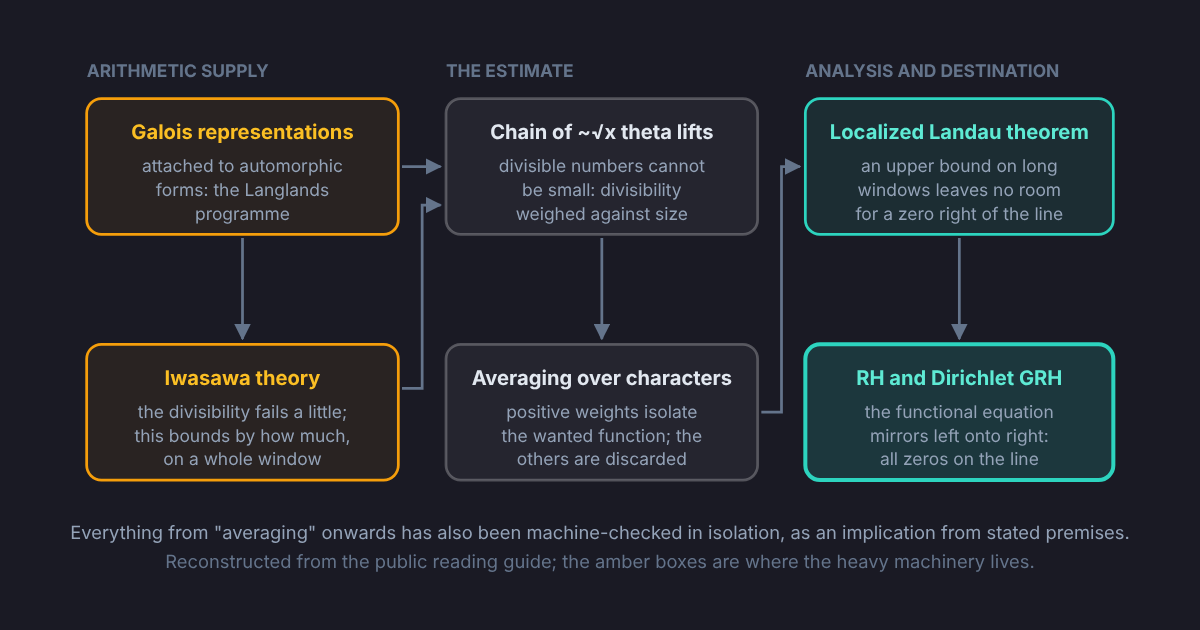 ARITHMETIC SUPPLY
THE ESTIMATE
ANALYSIS AND DESTINATION
Galois representations
attached to automorphic
forms: the Langlands
programme
Chain of ~√x theta lifts
divisible numbers cannot
be small: divisibility
weighed against size
Localized Landau theorem
an upper bound on long
windows leaves no room
for a zero right of the line
Iwasawa theory
the divisibility fails a little;
this bounds by how much,
on a whole window
Averaging over characters
positive weights isolate
the wanted function; the
others are discarded
RH and Dirichlet GRH
the functional equation
mirrors left onto right:
all zeros on the line
Everything from "averaging" onwards has also been machine-checked in isolation, as an implication from stated premises.
Reconstructed from the public reading guide; the amber boxes are where the heavy machinery lives.